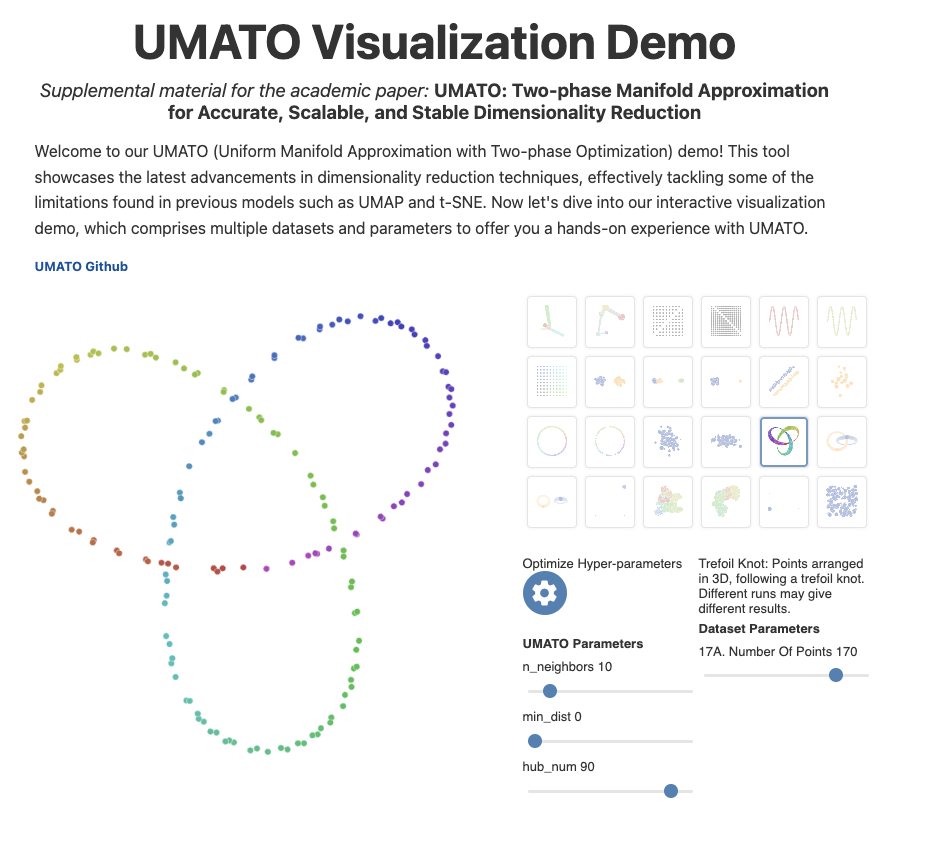 UMATO Visualization Demo
Supplemental material for the academic paper: UMATO: Two-phase Manifold Approximation
for Accurate, Scalable, and Stable Dimensionality Reduction
Welcome to our UMATO (Uniform Manifold Approximation with Two-phase Optimization) demo! This tool
showcases the latest advancements in dimensionality reduction techniques, effectively tackling some of the
limitations found in previous models such as UMAP and t-SNE. Now let's dive into our interactive visualization
demo, which comprises multiple datasets and parameters to offer you a hands-on experience with UMATO.
UMATO Github
Optimize Hyper-parameters
UMATO Parameters
n_neighbors 10
min_dist 0
hub_num 90
Trefoil Knot: Points arranged
in 3D, following a trefoil knot.
Different runs may give
different results.
Dataset Parameters
17A. Number Of Points 170